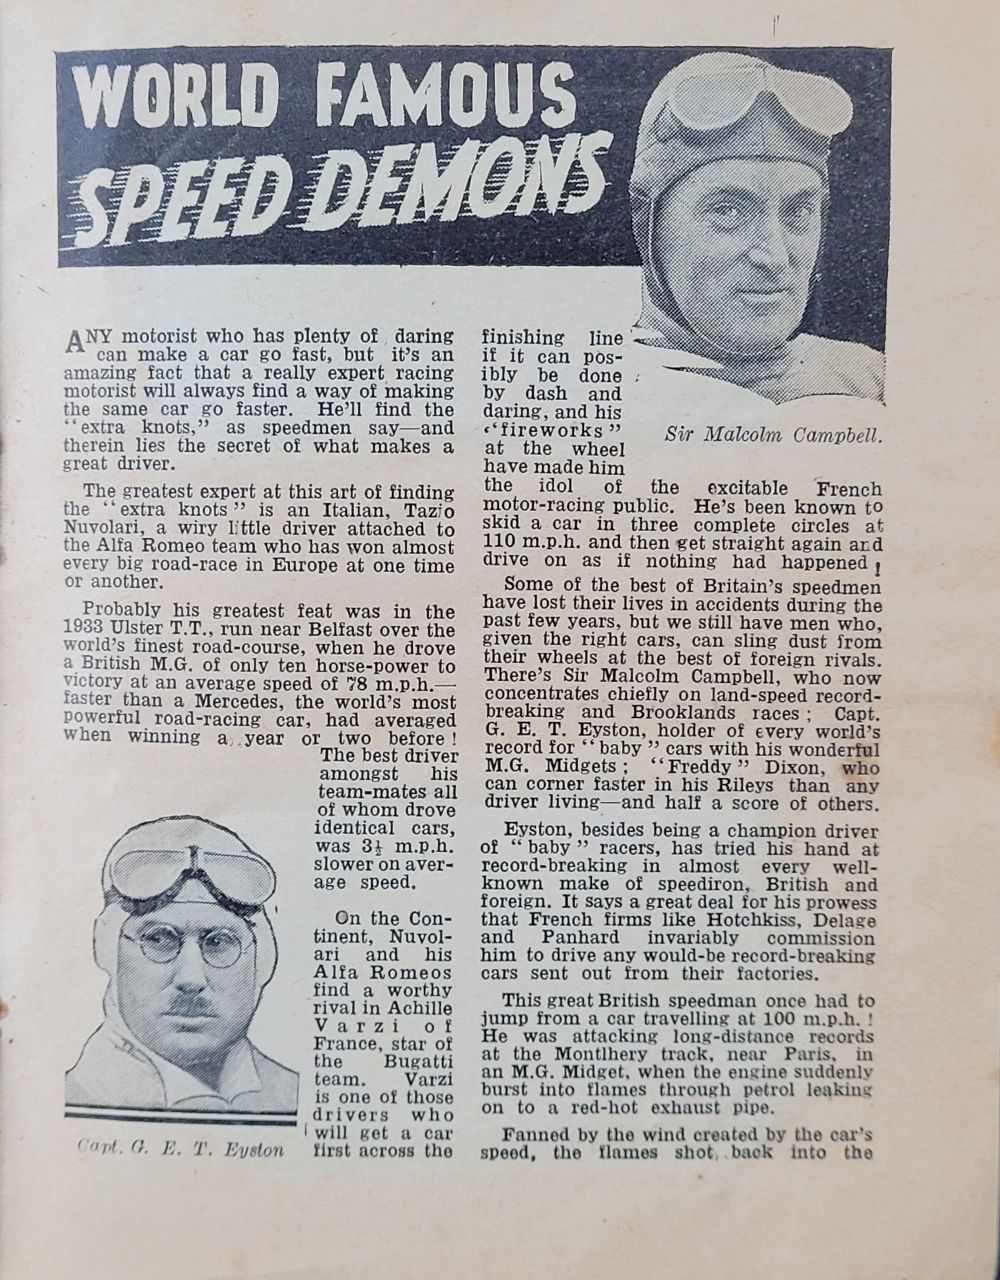 WORLD FAMOUS
SPEED DEMONS
ANY motorist who has plenty of daring
can make a car go fast, but it's an
amazing fact that a really expert racing
motorist will always find a way of making
the same car go faster. He'll find the
"extra knots," as speedmen say—and
therein lies the secret of what makes a
great driver.
The greatest expert at this art of finding
the "extra knots" is an Italian, Tazio
Nuvolari, a wiry little driver attached to
the Alfa Romeo team who has won almost
every big road-race in Europe at one time
or another.
Probably his greatest feat was in the
1933 Ulster T.T., run near Belfast over the
world's finest road-course, when he drove
a British M.G. of only ten horse-power to
victory at an average speed of 78 m.p.h.—
faster than a Mercedes, the world's most
powerful road-racing car, had averaged
when winning a year or two before !
The best driver
amongst his
team-mates all
of whom drove
identical cars,
was 3½ m.p.h.
slower on aver-
age speed.
On the Con-
tinent, Nuvol-
ari and his
Alfa Romeos
find a worthy
rival in Achille
Varzi of
France, star of
the Bugatti
team. Varzi
is one of those
drivers who
will get a car
first across the
Capt. G. E. T. Eyston
finishing line
if it can pos-
ibly be done
by dash and
daring, and his
"fireworks"
at the wheel
have made him
Sir Malcolm Campbell.
the idol of the excitable French
motor-racing public. He's been known to
skid a car in three complete circles at
110 m.p.h. and then get straight again and
drive on as if nothing had happened !
Some of the best of Britain's speedmen
have lost their lives in accidents during the
past few years, but we still have men who,
given the right cars, can sling dust from
their wheels at the best of foreign rivals.
There's Sir Malcolm Campbell, who now
concentrates chiefly on land-speed record-
breaking and Brooklands races ; Capt.
G. E. T. Eyston, holder of every world's
record for "baby" cars with his wonderful
M.G. Midgets ; "Freddy" Dixon, who
can corner faster in his Rileys than any
driver living—and half a score of others.
Eyston, besides being a champion driver
of "baby" racers, has tried his hand at
record-breaking in almost every well-
known make of speediron, British and
foreign. It says a great deal for his prowess
that French firms like Hotchkiss, Delage
and Panhard invariably commission
him to drive any would-be record-breaking
cars sent out from their factories.
This great British speedman once had to
jump from a car travelling at 100 m.p.h. !
He was attacking long-distance records
at the Montlhery track, near Paris, in
an M.G. Midget, when the engine suddenly
burst into flames through petrol leaking
on to a red-hot exhaust pipe.
Fanned by the wind created by the car's
speed, the flames shot back into the